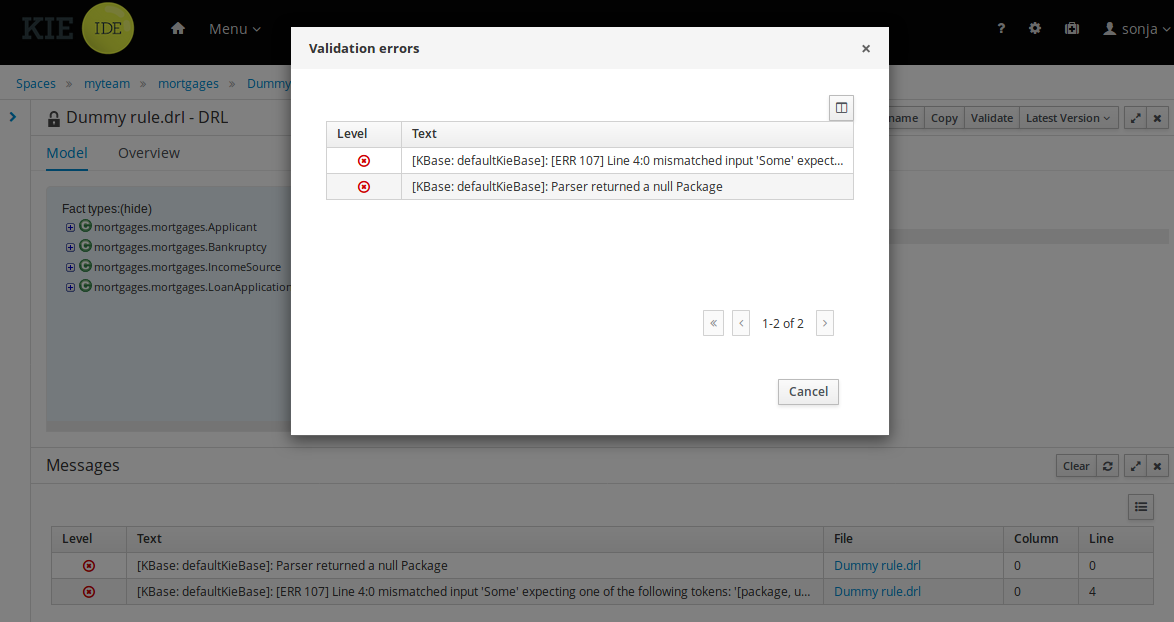 KIE IDE Menu ? sonja
Spaces » myteam » mortgages » Dummy
Validation errors ×
Dummy rule.drl - DRL
name Copy Validate Latest Version
Model Overview
Level Text
[KBase: defaultKieBase]: [ERR 107] Line 4:0 mismatched input 'Some' expect...
[KBase: defaultKieBase]: Parser returned a null Package
Fact types:(hide)
mortgages.mortgages.Applicant
mortgages.mortgages.Bankruptcy
mortgages.mortgages.IncomeSource
mortgages.mortgages.LoanApplication
« ‹ 1-2 of 2 ›
Cancel
Messages
Clear
Level Text File Column Line
[KBase: defaultKieBase]: Parser returned a null Package Dummy rule.drl 0 0
[KBase: defaultKieBase]: [ERR 107] Line 4:0 mismatched input 'Some' expecting one of the following tokens: '[package, u... Dummy rule.drl 0 4